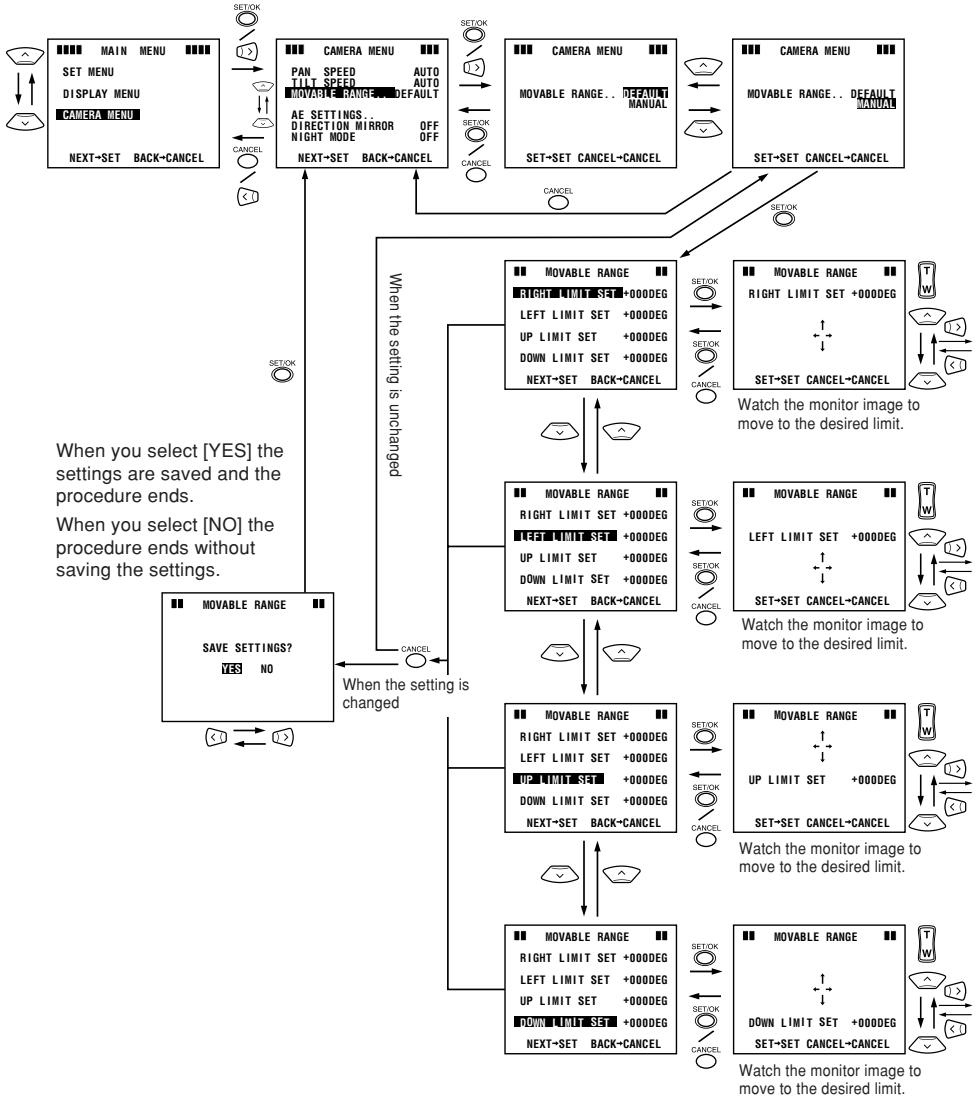 SET/OK
MAIN MENU
SET MENU
DISPLAY MENU
CAMERA MENU
NEXT→SET BACK→CANCEL
CANCEL
CAMERA MENU
PAN SPEED AUTO
TILT SPEED AUTO
MOVABLE RANGE.. DEFAULT
AE SETTINGS..
DIRECTION MIRROR OFF
NIGHT MODE OFF
NEXT→SET BACK→CANCEL
SET/OK
SET/OK
CANCEL
CAMERA MENU
MOVABLE RANGE.. DEFAULT
MANUAL
SET→SET CANCEL→CANCEL
CAMERA MENU
MOVABLE RANGE.. DEFAULT
MANUAL
SET→SET CANCEL→CANCEL
CANCEL
SET/OK
When the setting is unchanged
SET/OK
MOVABLE RANGE
RIGHT LIMIT SET +000DEG
LEFT LIMIT SET +000DEG
UP LIMIT SET +000DEG
DOWN LIMIT SET +000DEG
NEXT→SET BACK→CANCEL
SET/OK
SET/OK
CANCEL
MOVABLE RANGE
RIGHT LIMIT SET +000DEG
SET→SET CANCEL→CANCEL
T
W
Watch the monitor image to
move to the desired limit.
When you select [YES] the
settings are saved and the
procedure ends.
When you select [NO] the
procedure ends without
saving the settings.
MOVABLE RANGE
RIGHT LIMIT SET +000DEG
LEFT LIMIT SET +000DEG
UP LIMIT SET +000DEG
DOWN LIMIT SET +000DEG
NEXT→SET BACK→CANCEL
SET/OK
SET/OK
CANCEL
MOVABLE RANGE
LEFT LIMIT SET +000DEG
SET→SET CANCEL→CANCEL
T
W
Watch the monitor image to
move to the desired limit.
MOVABLE RANGE
SAVE SETTINGS?
YES NO
CANCEL
When the setting is
changed
MOVABLE RANGE
RIGHT LIMIT SET +000DEG
LEFT LIMIT SET +000DEG
UP LIMIT SET +000DEG
DOWN LIMIT SET +000DEG
NEXT→SET BACK→CANCEL
SET/OK
SET/OK
CANCEL
MOVABLE RANGE
UP LIMIT SET +000DEG
SET→SET CANCEL→CANCEL
T
W
Watch the monitor image to
move to the desired limit.
MOVABLE RANGE
RIGHT LIMIT SET +000DEG
LEFT LIMIT SET +000DEG
UP LIMIT SET +000DEG
DOWN LIMIT SET +000DEG
NEXT→SET BACK→CANCEL
SET/OK
SET/OK
CANCEL
MOVABLE RANGE
DOWN LIMIT SET +000DEG
SET→SET CANCEL→CANCEL
T
W
Watch the monitor image to
move to the desired limit.